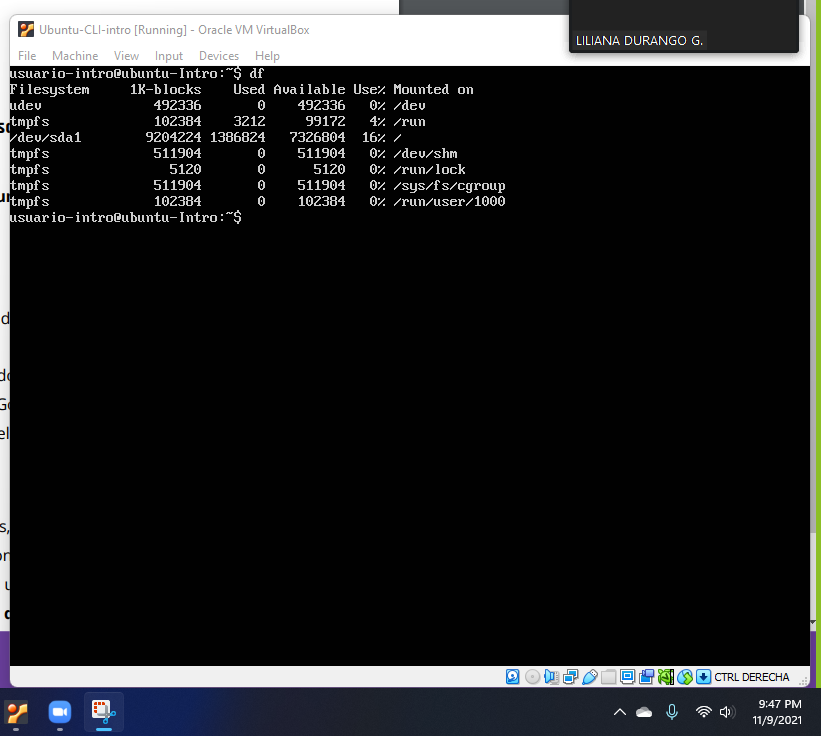 Ubuntu-CLI-intro [Running] - Oracle VM VirtualBox
LILIANA DURANGO G.
File Machine View Input Devices Help
usuario-intro@ubuntu-Intro:~$ df
Filesystem 1K-blocks Used Available Use% Mounted on
udev 492336 0 492336 0% /dev
tmpfs 102384 3212 99172 4% /run
/dev/sda1 9204224 1386824 7326804 16% /
tmpfs 511904 0 511904 0% /dev/shm
tmpfs 5120 0 5120 0% /run/lock
tmpfs 511904 0 511904 0% /sys/fs/cgroup
tmpfs 102384 0 102384 0% /run/user/1000
usuario-intro@ubuntu-Intro:~$
CTRL DERECHA
9:47 PM
11/9/2021